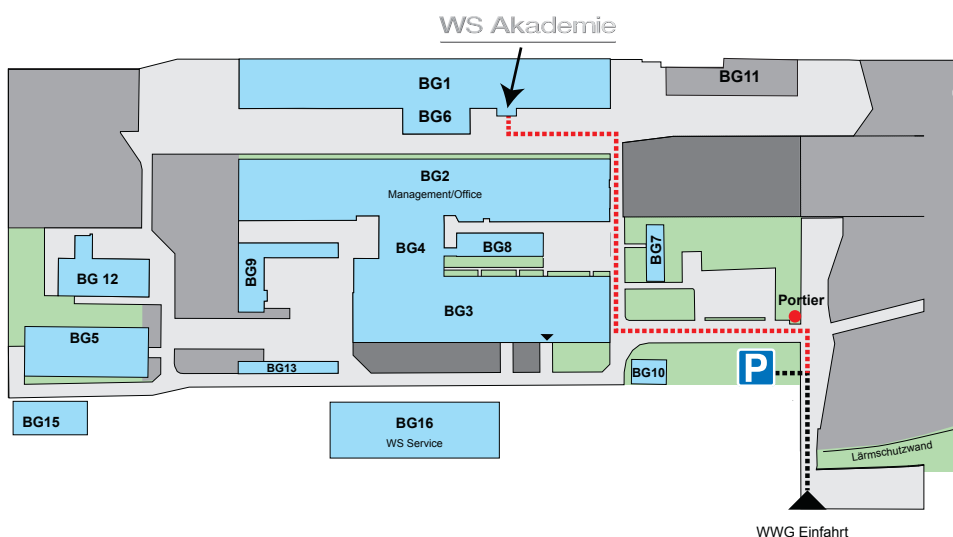 WS Akademie
BG11
BG1
BG6
BG2
Management/Office
BG7
BG8
BG4
BG9
BG 12
Portier
BG3
BG5
BG13
BG10
P
BG15
BG16
WS Service
Lärmschutzwand
WWG Einfahrt